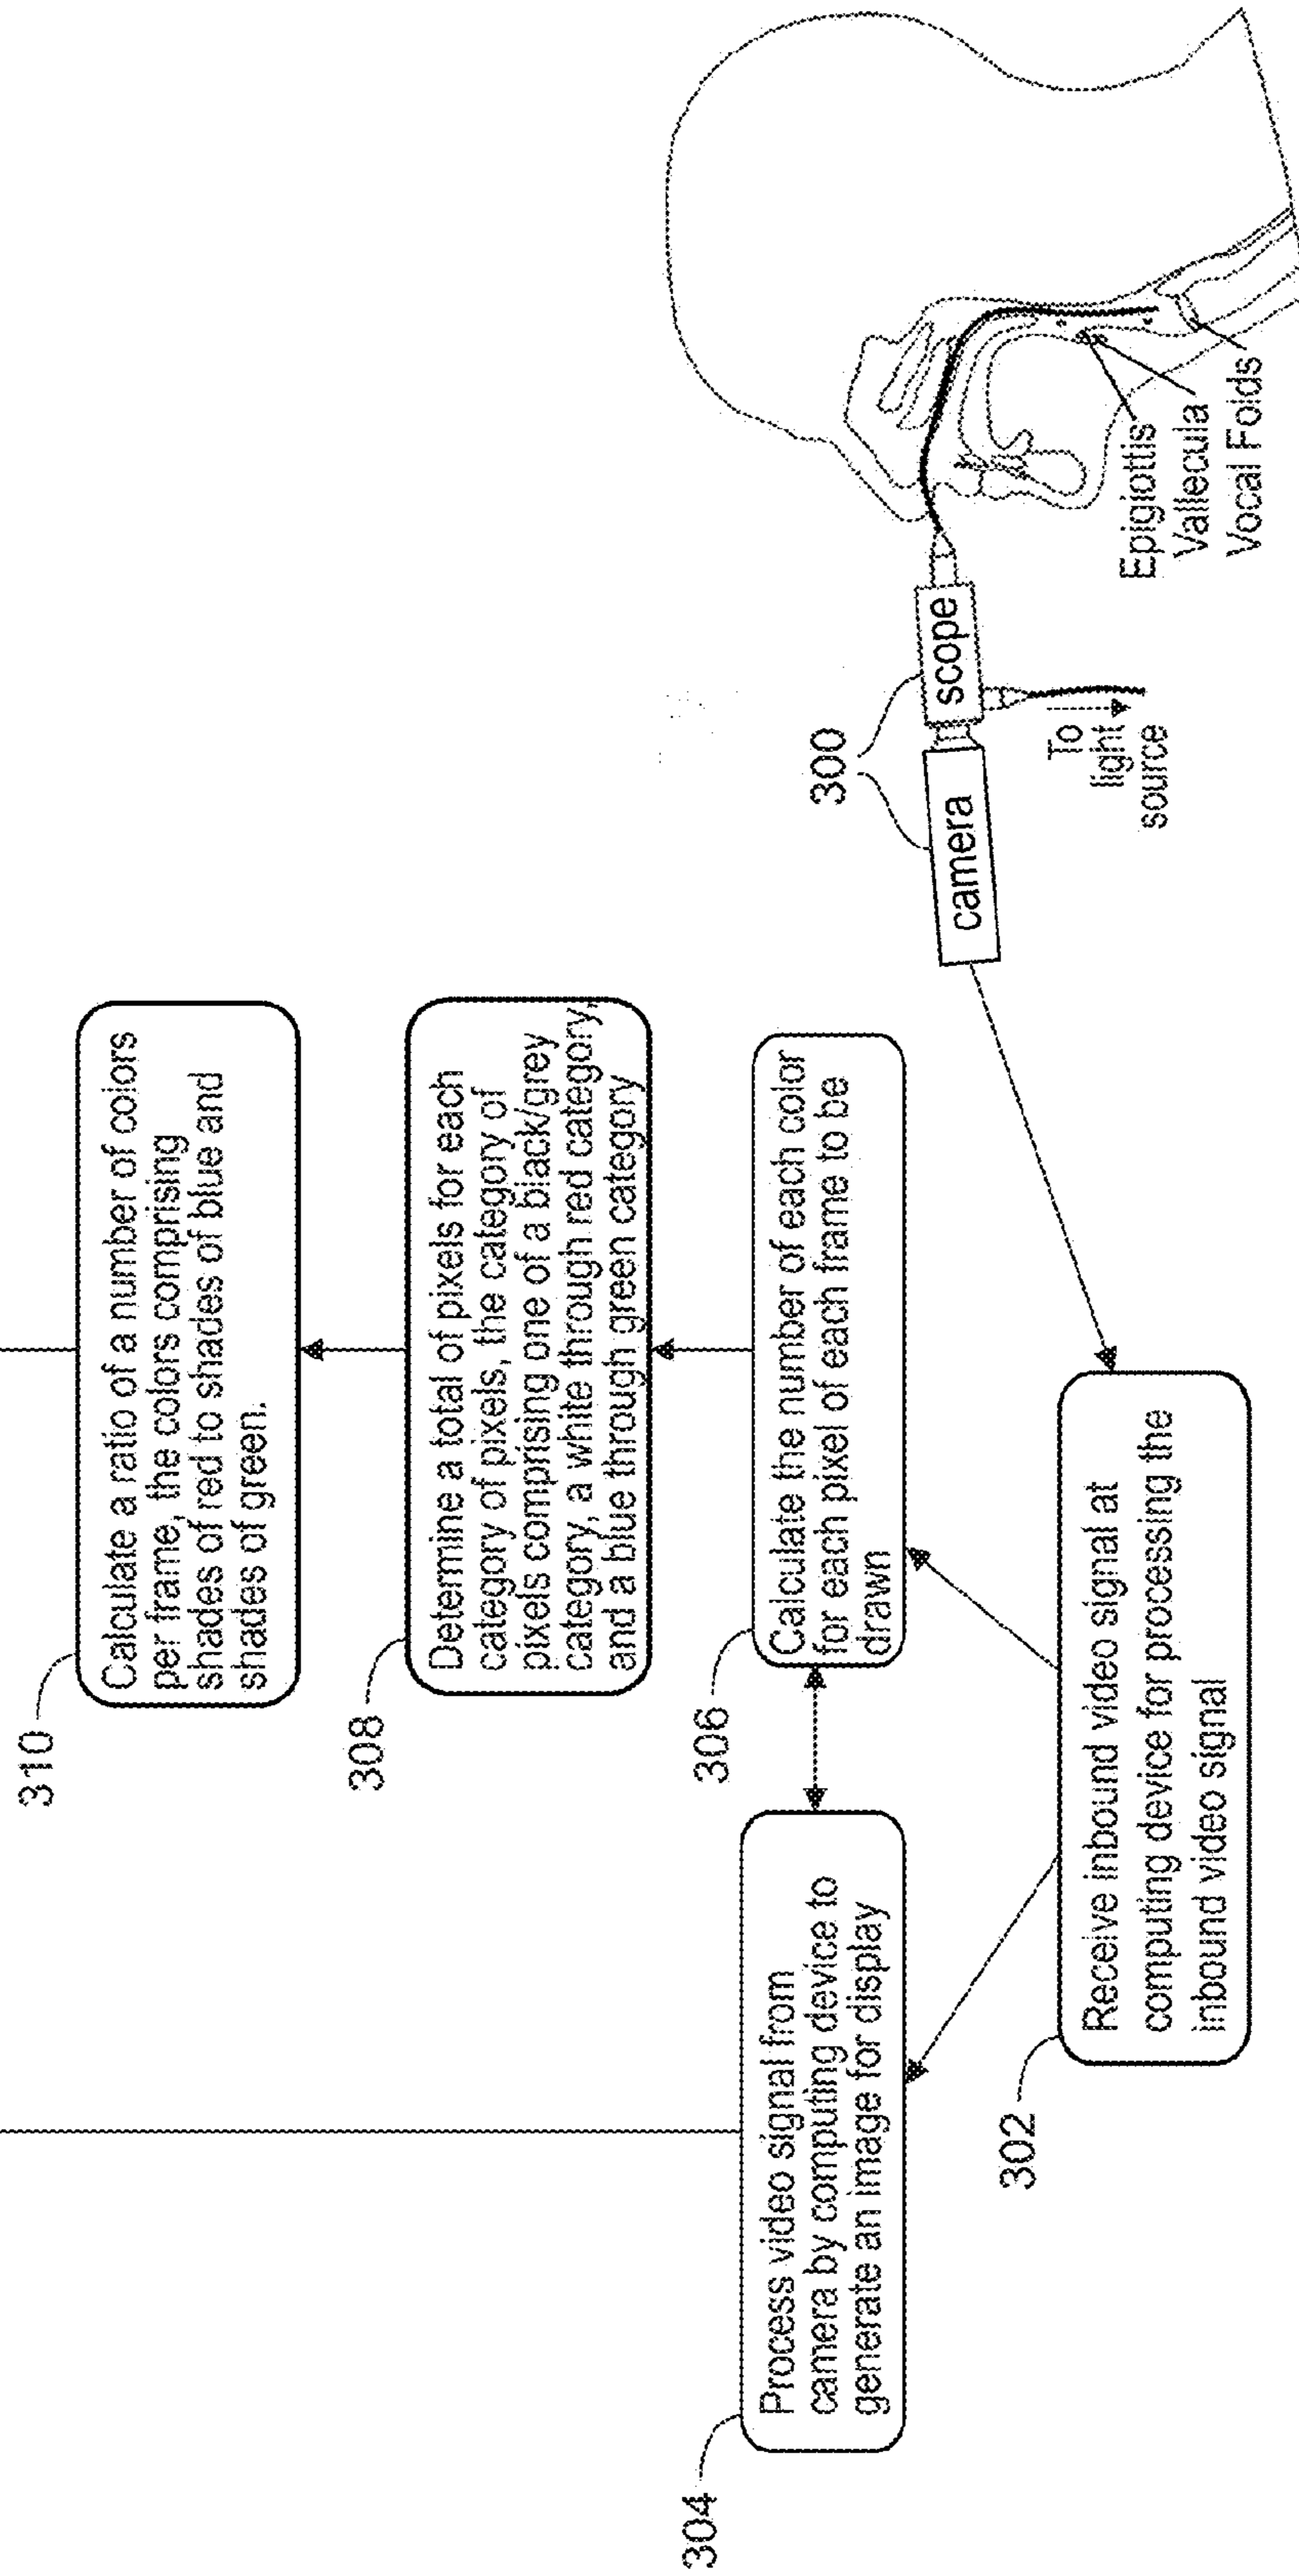 310
Calculate a ratio of a number of colors
per frame, the colors comprising
shades of red to shades of blue and
shades of green.
308
Determine a total of pixels for each
category of pixels, the category of
pixels comprising one of a black/grey
category, a white through red category,
and a blue through green category
306
Calculate the number of each color
for each pixel of each frame to be
drawn
304
Process video signal from
camera by computing device to
generate an image for display
302
Receive inbound video signal at
computing device for processing the
inbound video signal
300
camera
scope
To
light
source
Epigiottis
Vallecula
Vocal Folds